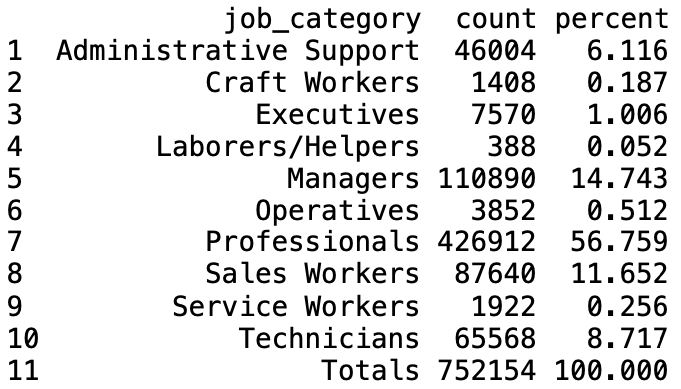 job_category count percent
1 Administrative Support 46004 6.116
2 Craft Workers 1408 0.187
3 Executives 7570 1.006
4 Laborers/Helpers 388 0.052
5 Managers 110890 14.743
6 Operatives 3852 0.512
7 Professionals 426912 56.759
8 Sales Workers 87640 11.652
9 Service Workers 1922 0.256
10 Technicians 65568 8.717
11 Totals 752154 100.000